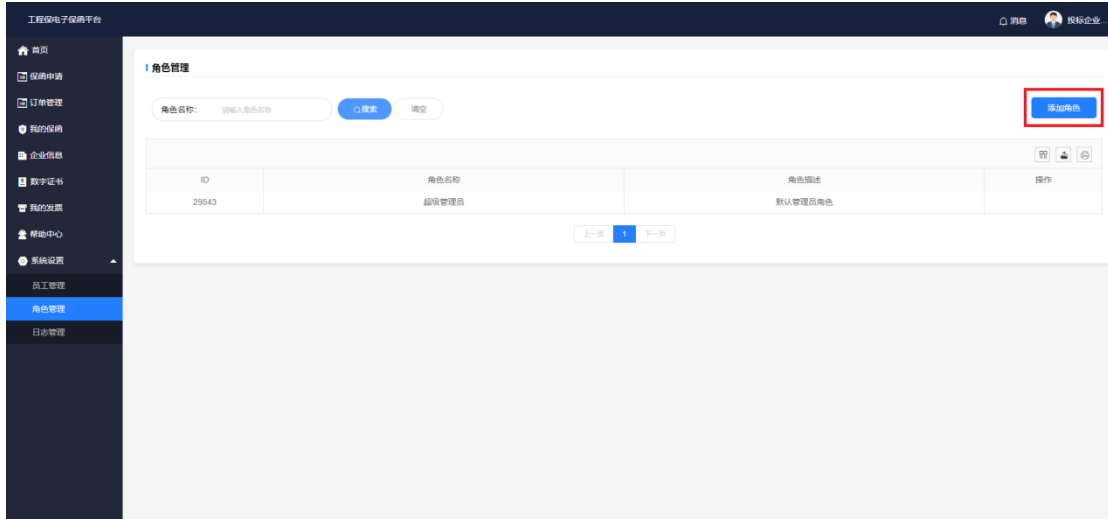 工程保电子保函平台
消息
投标企业...
首页
保函申请
订单管理
我的保函
企业信息
数字证书
我的发票
帮助中心
系统设置
员工管理
角色管理
日志管理
角色管理
角色名称: 请输入角色名称 搜索 清空 添加角色
ID 角色名称 角色描述 操作
29543 超级管理员 默认管理员角色
上一页 1 下一页